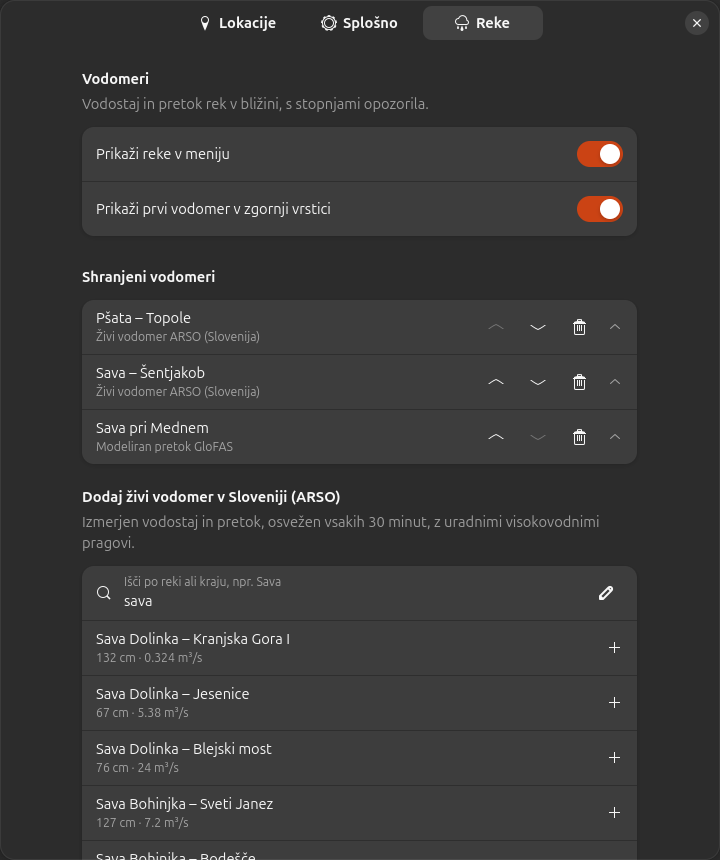 Lokacije
Splošno
Reke
Vodomeri
Vodostaj in pretok rek v bližini, s stopnjami opozorila.
Prikaži reke v meniju
Prikaži prvi vodomer v zgornji vrstici
Shranjeni vodomeri
Pšata – Topole
Živi vodomer ARSO (Slovenija)
Sava – Šentjakob
Živi vodomer ARSO (Slovenija)
Sava pri Mednem
Modeliran pretok GloFAS
Dodaj živi vodomer v Sloveniji (ARSO)
Izmerjen vodostaj in pretok, osvežen vsakih 30 minut, z uradnimi visokovodnimi
pragovi.
Išči po reki ali kraju, npr. Sava
sava
Sava Dolinka – Kranjska Gora I
132 cm · 0.324 m³/s
Sava Dolinka – Jesenice
67 cm · 5.38 m³/s
Sava Dolinka – Blejski most
76 cm · 24 m³/s
Sava Bohinjka – Sveti Janez
127 cm · 7.2 m³/s
Sava Bohinjka – Bodešče